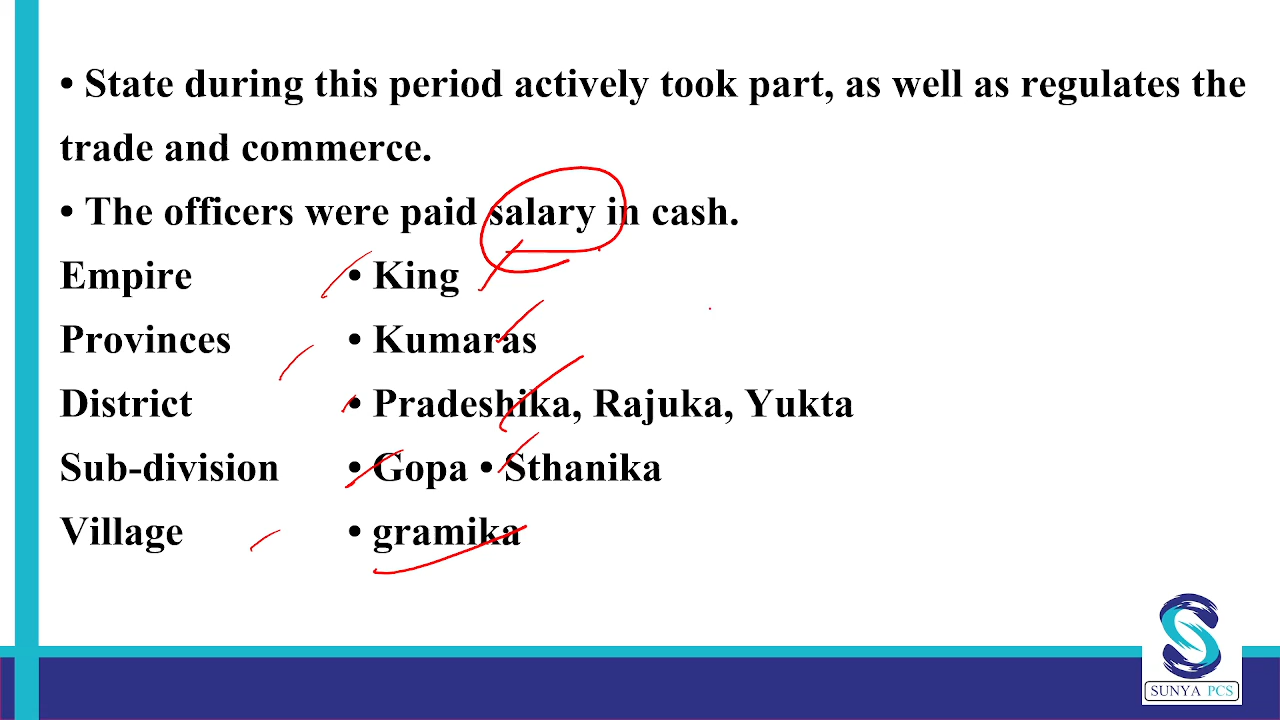 • State during this period actively took part, as well as regulates the
trade and commerce.
• The officers were paid salary in cash.
Empire • King
Provinces • Kumaras
District • Pradeshika, Rajuka, Yukta
Sub-division • Gopa • Sthanika
Village • gramika
SUNYA PCS